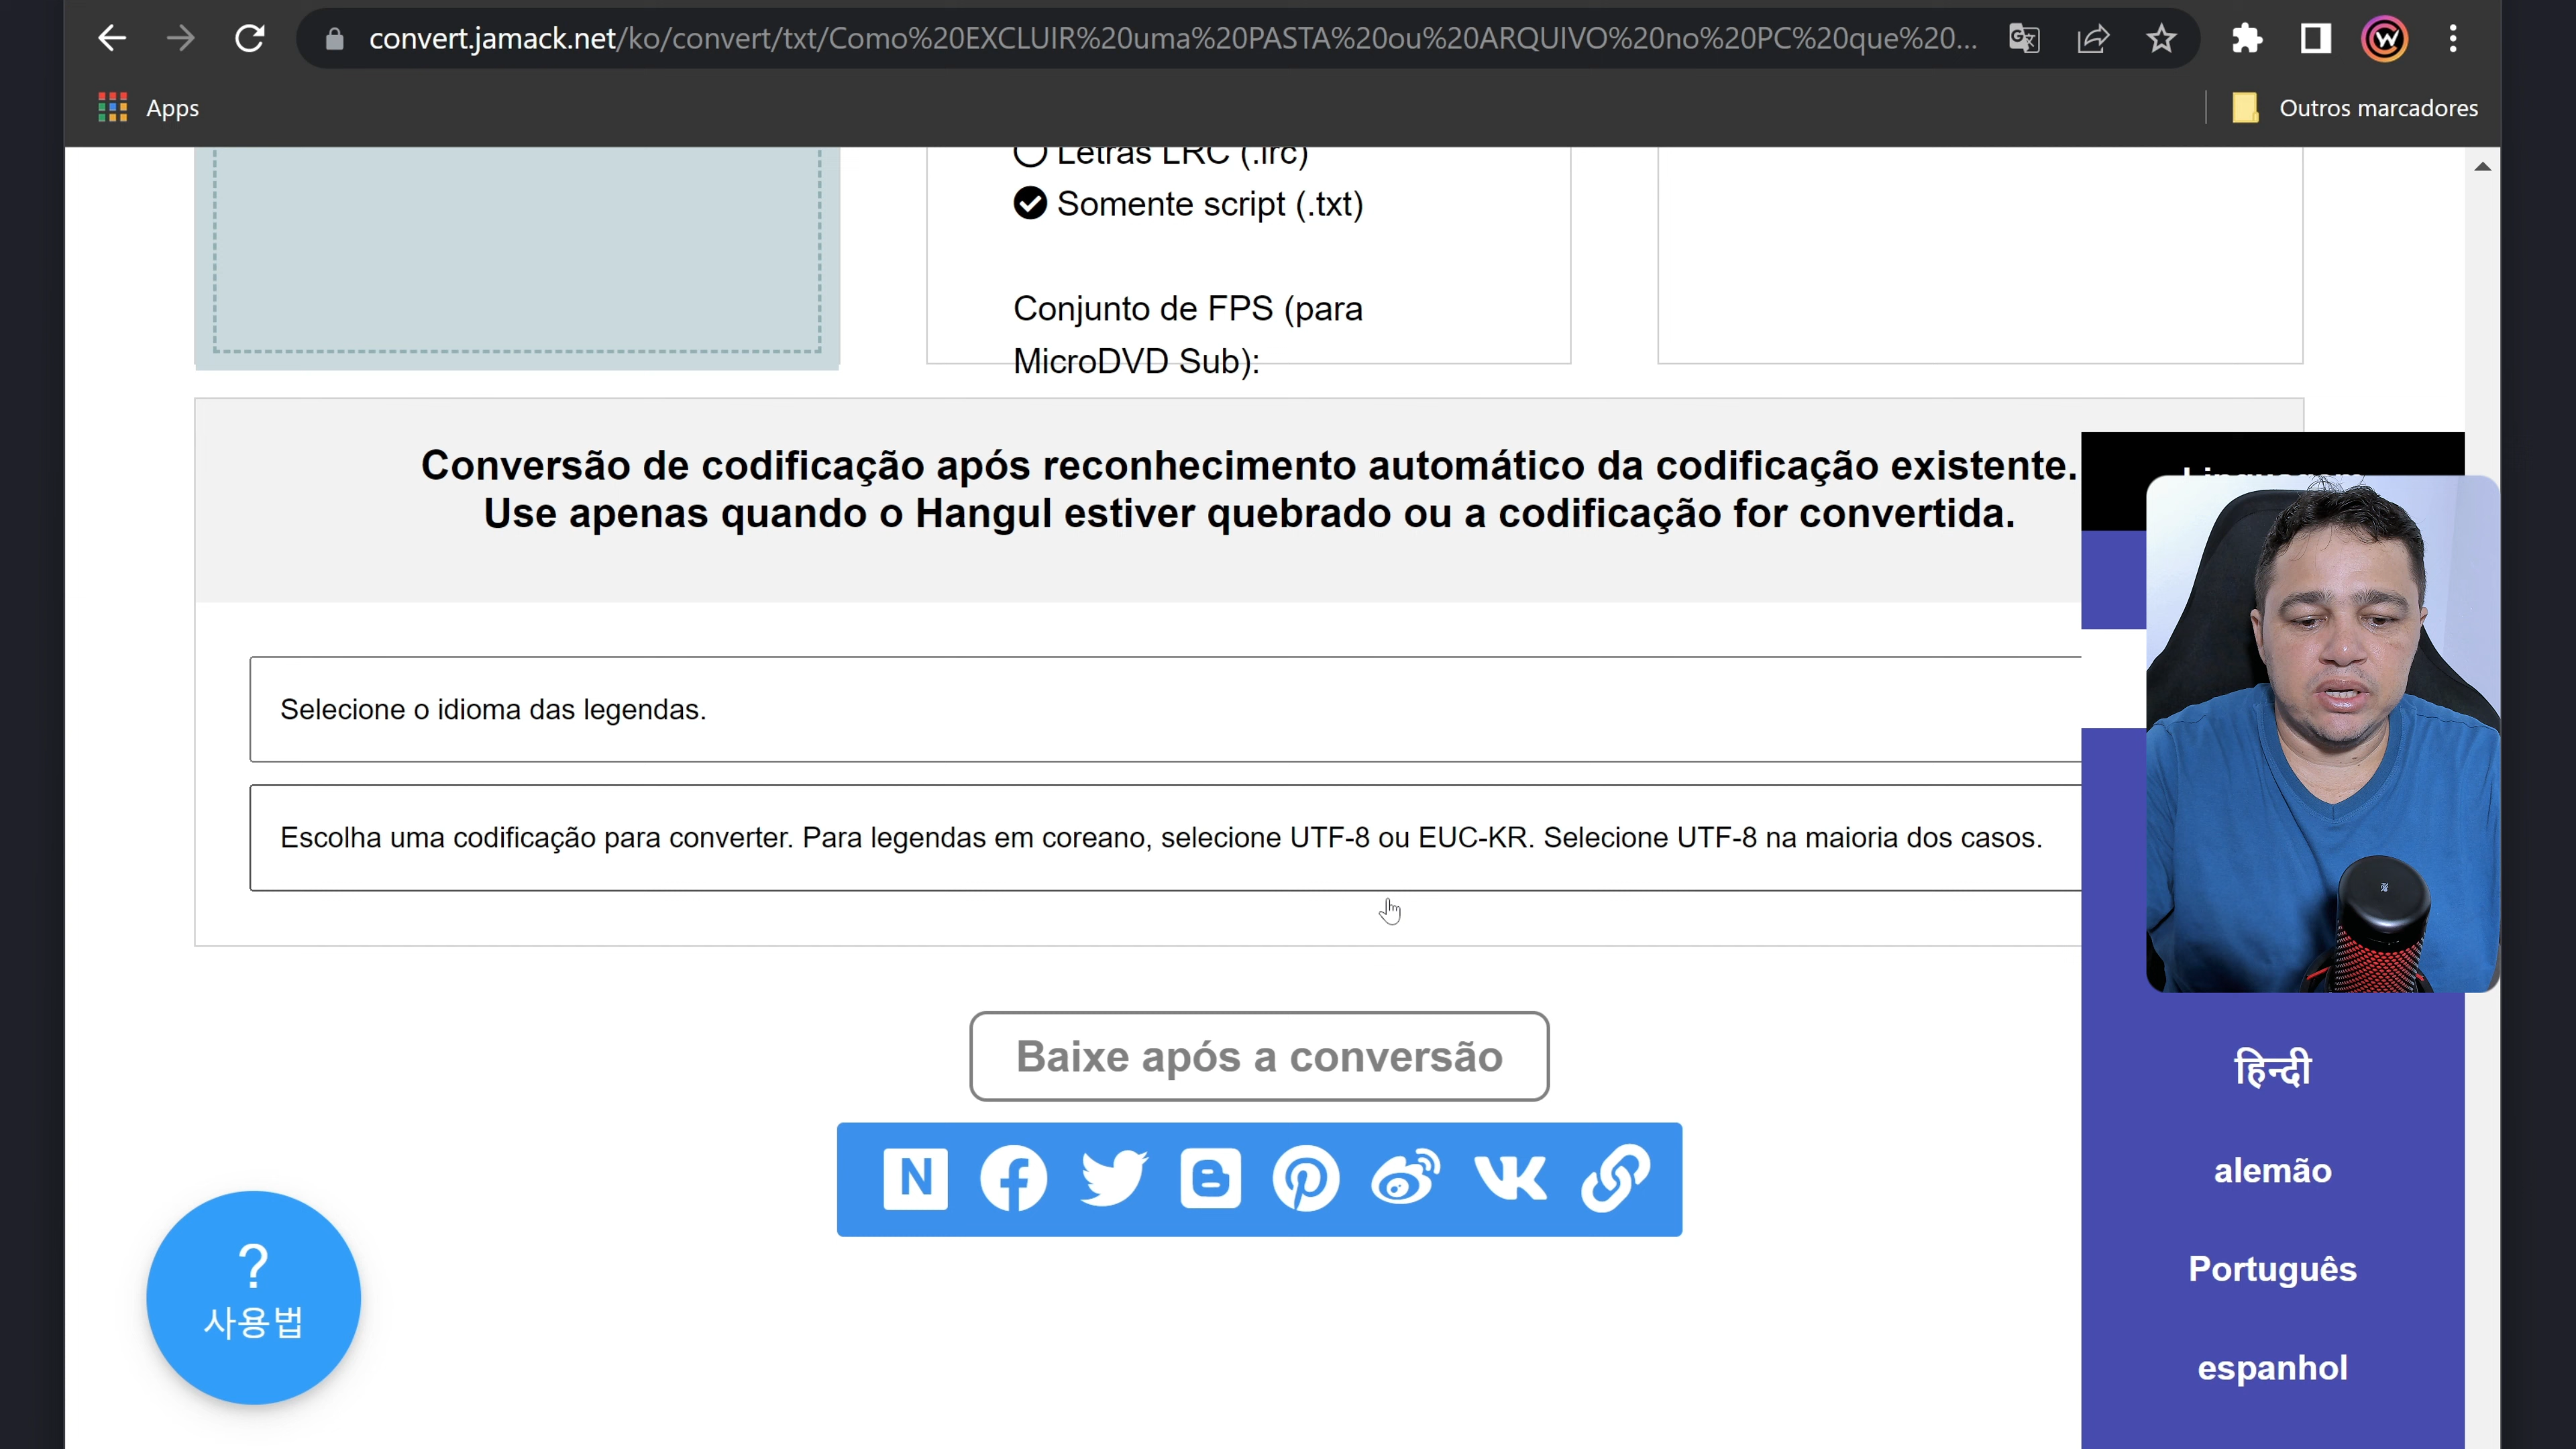 convert.jamack.net/ko/convert/txt/Como%20EXCLUIR%20uma%20PASTA%20ou%20ARQUIVO%20no%20PC%20que%20...
Apps
Outros marcadores
Letras LRC (.lrc)
Somente script (.txt)
Conjunto de FPS (para
MicroDVD Sub):
Conversão de codificação após reconhecimento automático da codificação existente.
Use apenas quando o Hangul estiver quebrado ou a codificação for convertida.
Selecione o idioma das legendas.
Escolha uma codificação para converter. Para legendas em coreano, selecione UTF-8 ou EUC-KR. Selecione UTF-8 na maioria dos casos.
Baixe após a conversão
?
사용법
हिन्दी
alemão
Português
espanhol